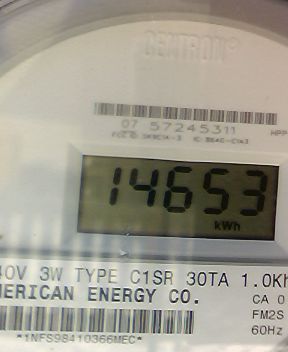 CENTRON®
07 57245311
14653
kWh
40V 3W TYPE C1SR 30TA 1.0Kh
MERICAN ENERGY CO.
CA 0
FM2S
60Hz
*1NFS98410366MEC*